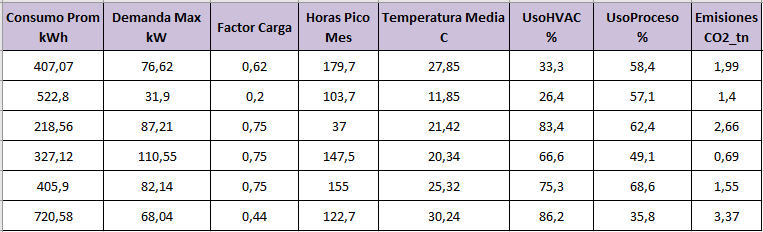 Consumo Prom kWh Demanda Max kW Factor Carga Horas Pico Mes Temperatura Media C UsoHVAC % UsoProceso % Emisiones CO2_tn
407,07 76,62 0,62 179,7 27,85 33,3 58,4 1,99
522,8 31,9 0,2 103,7 11,85 26,4 57,1 1,4
218,56 87,21 0,75 37 21,42 83,4 62,4 2,66
327,12 110,55 0,75 147,5 20,34 66,6 49,1 0,69
405,9 82,14 0,75 155 25,32 75,3 68,6 1,55
720,58 68,04 0,44 122,7 30,24 86,2 35,8 3,37